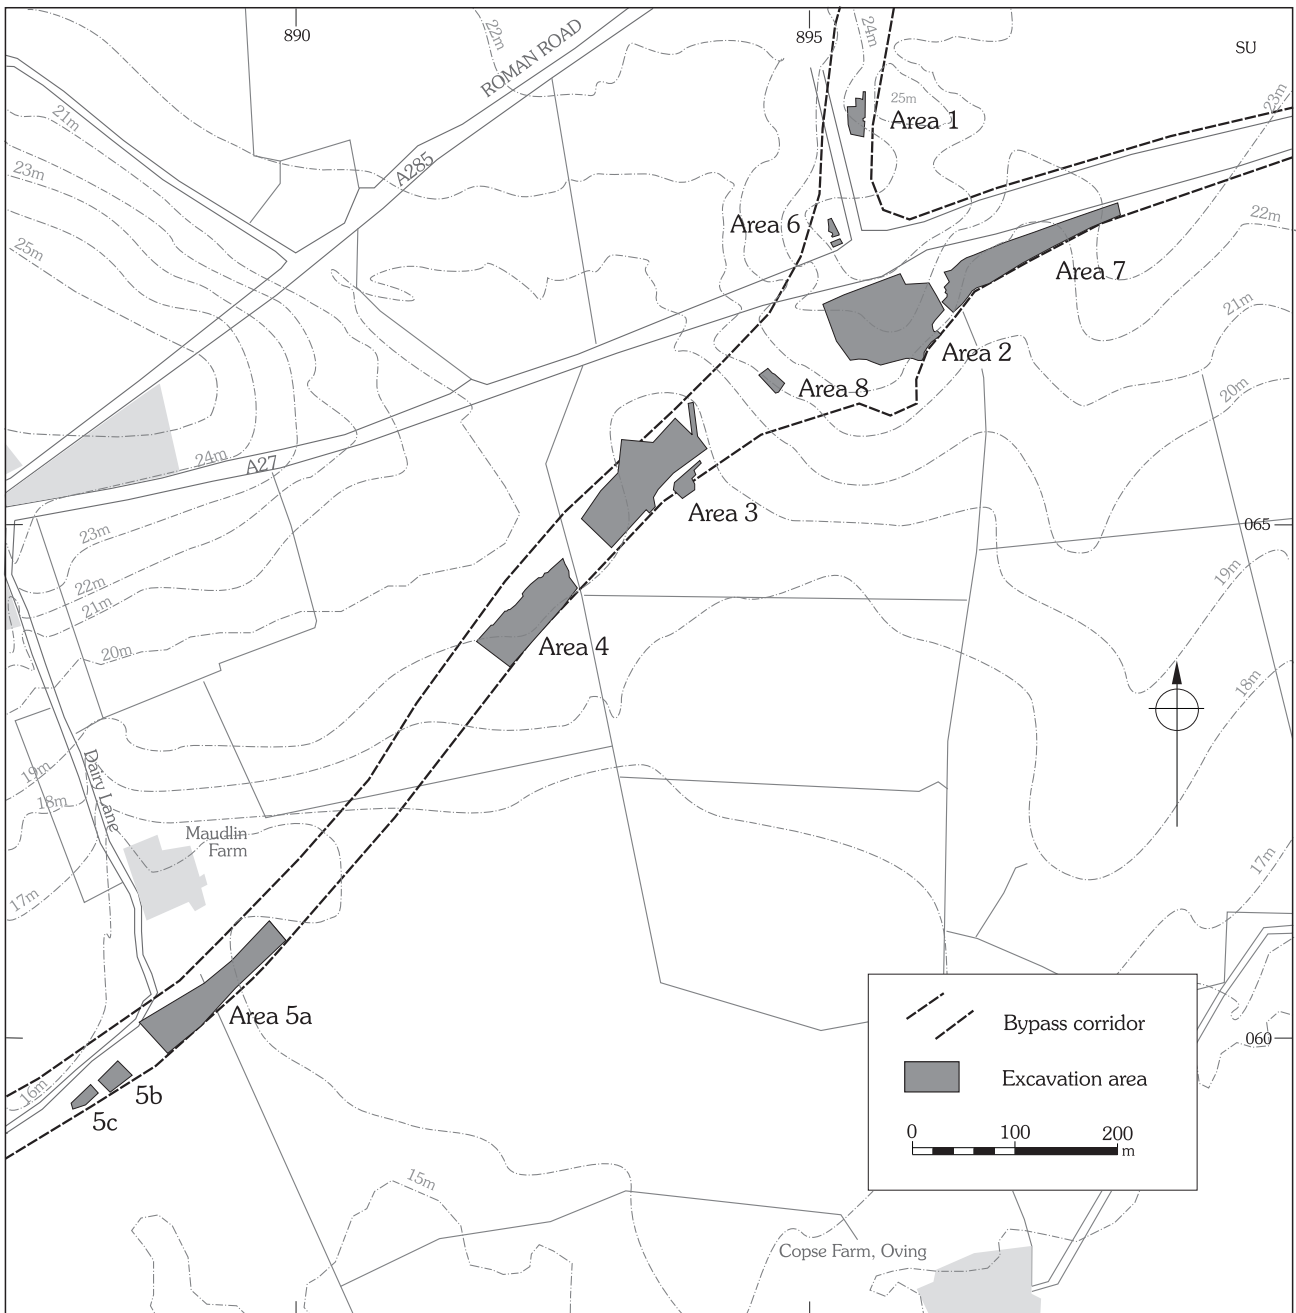 890
895
SU
22m
ROMAN ROAD
24m
25m
Area 1
23m
21m
23m
A285
25m
Area 6
22m
Area 7
21m
Area 2
Area 8
20m
24m
A27
Area 3
065
23m
22m
21m
19m
20m
Area 4
18m
19m
18m
Dairy Lane
Maudlin
Farm
17m
17m
Area 5a
Bypass corridor
060
Excavation area
16m
5b
5c
0 100 200
m
15m
Copse Farm, Oving